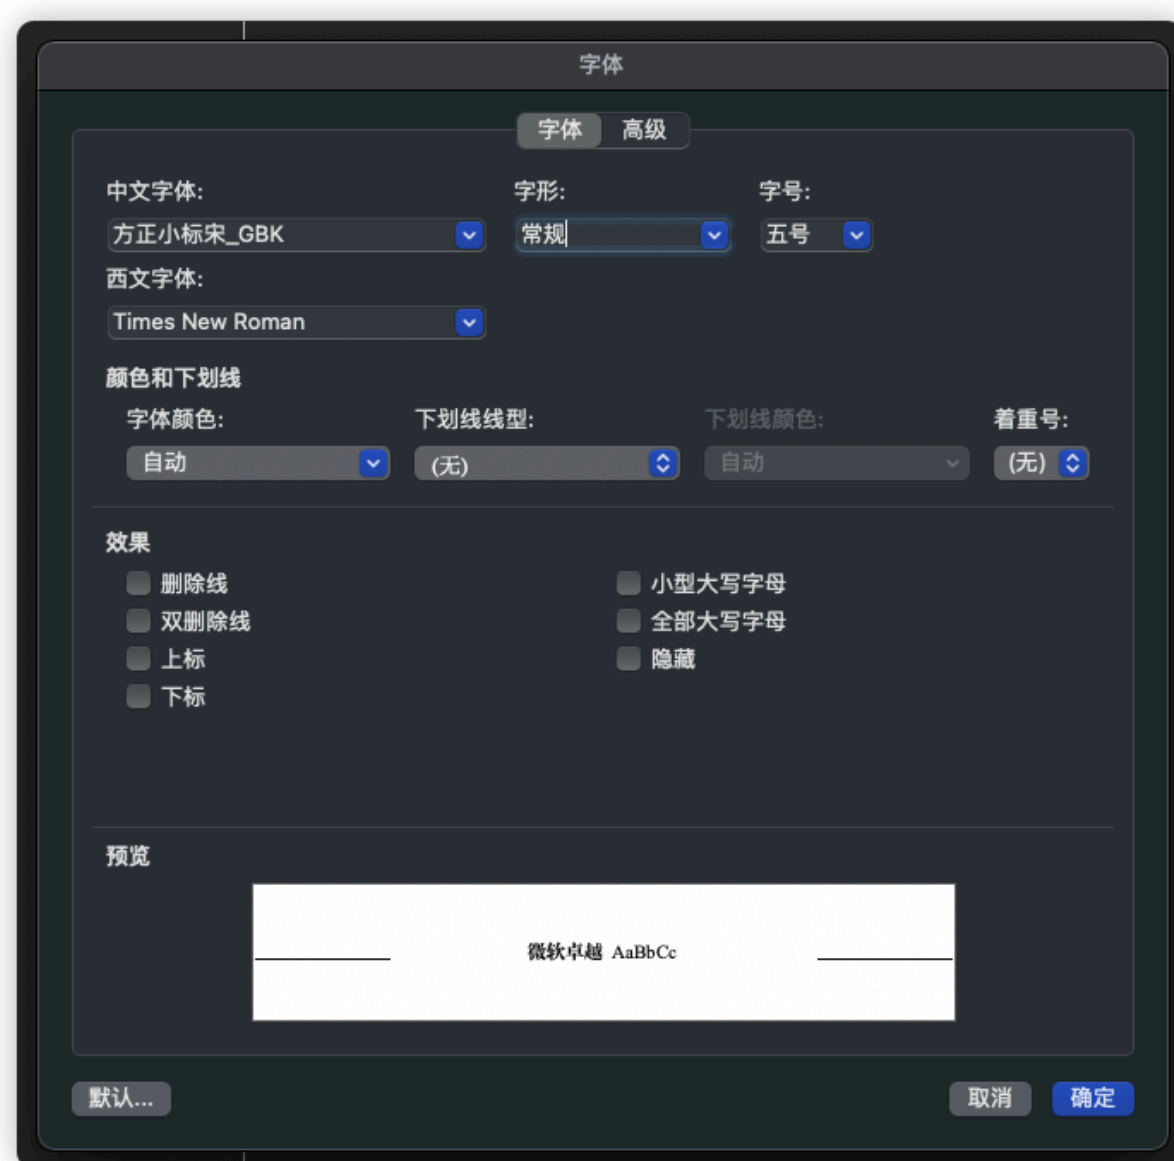 字体
字体 高级
中文字体: 字形: 字号:
方正小标宋_GBK 常规 五号
西文字体:
Times New Roman
颜色和下划线
字体颜色: 下划线线型: 下划线颜色: 着重号:
自动 (无) 自动 (无)
效果
删除线 小型大写字母
双删除线 全部大写字母
上标 隐藏
下标
预览
微软卓越 AaBbCc
默认... 取消 确定